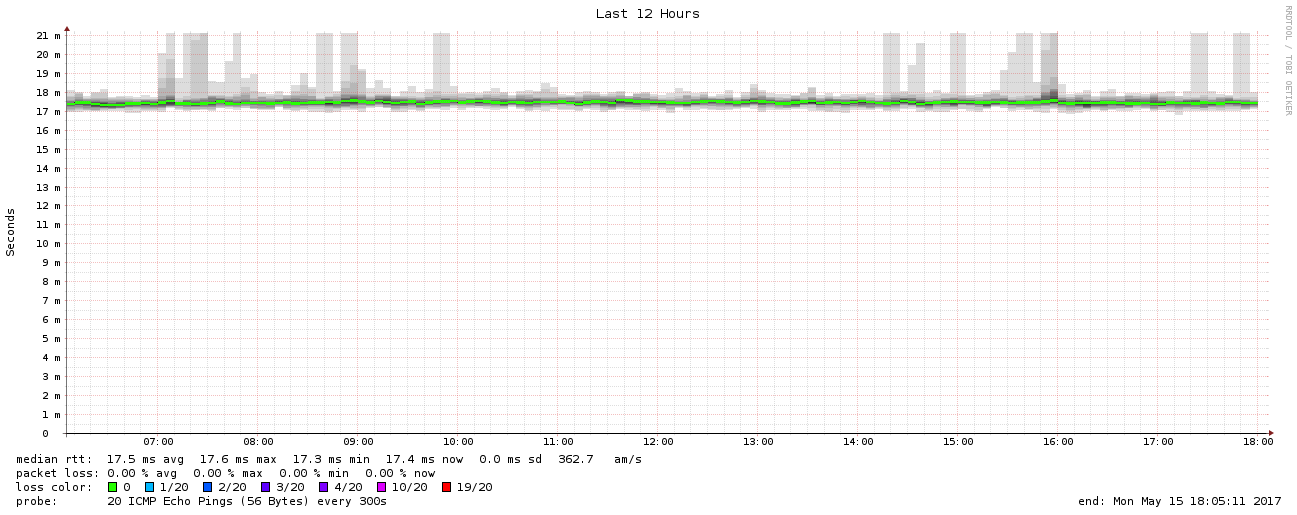 Last 12 Hours
RRDTOOL / TOBI OETIKER
Seconds
21 m
20 m
19 m
18 m
17 m
16 m
15 m
14 m
13 m
12 m
11 m
10 m
9 m
8 m
7 m
6 m
5 m
4 m
3 m
2 m
1 m
0
07:00 08:00 09:00 10:00 11:00 12:00 13:00 14:00 15:00 16:00 17:00 18:00
median rtt: 17.5 ms avg 17.6 ms max 17.3 ms min 17.4 ms now 0.0 ms sd 362.7 am/s
packet loss: 0.00 % avg 0.00 % max 0.00 % min 0.00 % now
loss color: 0 1/20 2/20 3/20 4/20 10/20 19/20
probe: 20 ICMP Echo Pings (56 Bytes) every 300s end: Mon May 15 18:05:11 2017